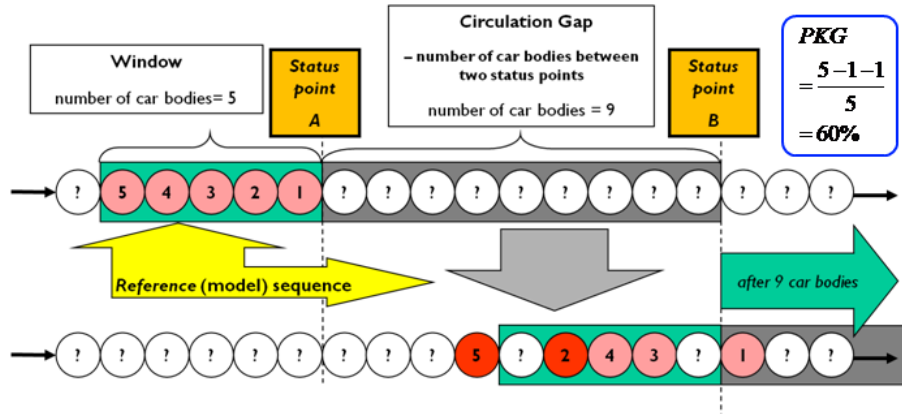 Window
number of car bodies= 5
Status
point
A
Circulation Gap
– number of car bodies between
two status points
number of car bodies = 9
Status
point
B
PKG
= 5-1-1
5
= 60%
? 5 4 3 2 1 ? ? ? ? ? ? ? ? ? ? ? ?
Reference (model) sequence
after 9 car bodies
? ? ? ? ? ? ? ? ? 5 ? 2 4 3 ? 1 ? ?